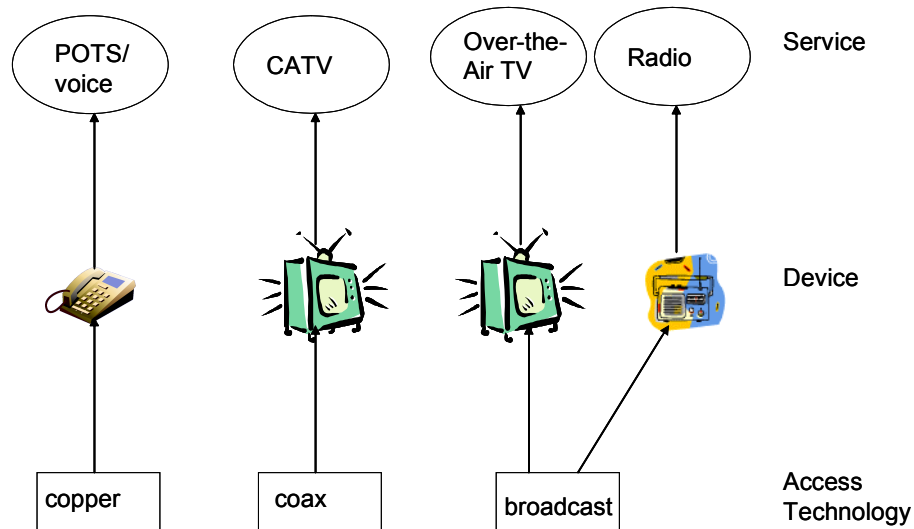 POTS/
voice
CATV
Over-the-
Air TV
Radio
Service
Device
copper
coax
broadcast
Access
Technology